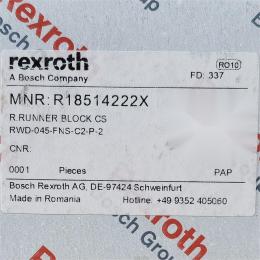 rexroth
A Bosch Company
RO10
FD: 337
MNR: R18514222X
R.RUNNER BLOCK CS
RWD-045-FNS-C2-P-2
CNR:
0001 Pieces PAP
Bosch Rexroth AG, DE-97424 Schweinfurt
Made in Romania Hotline: +49 9352 405060